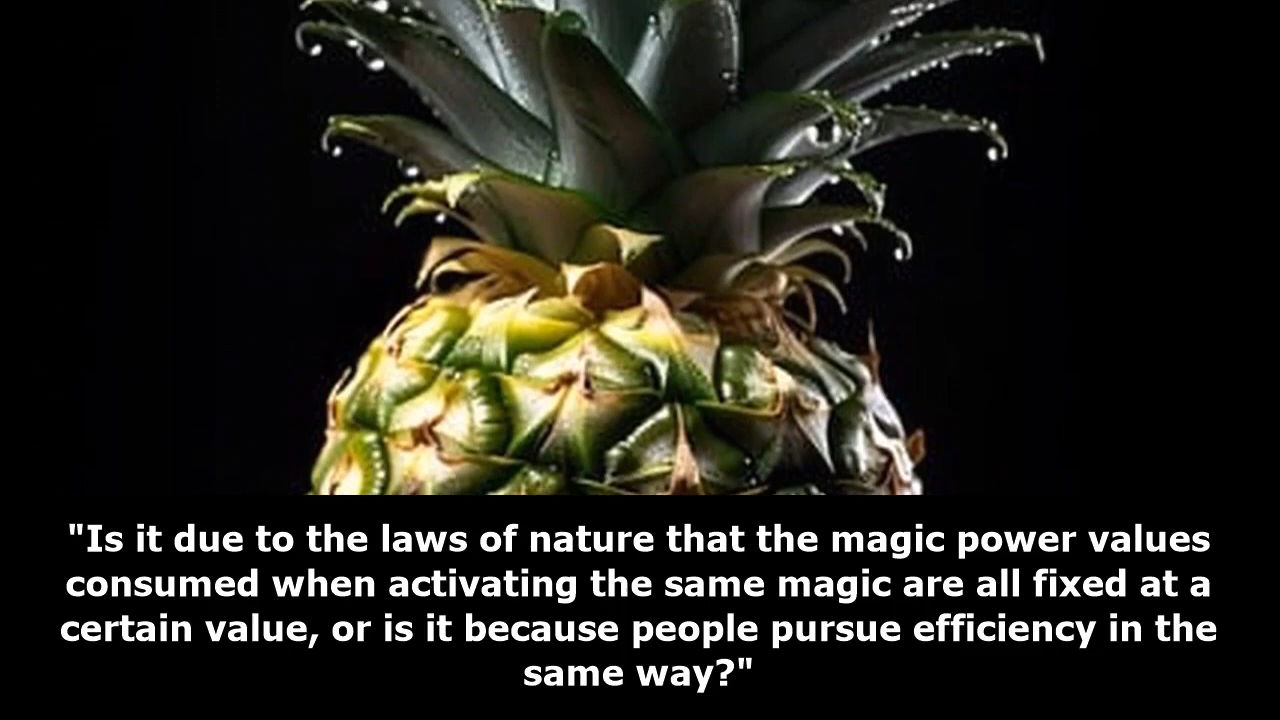 "Is it due to the laws of nature that the magic power values
consumed when activating the same magic are all fixed at a
certain value, or is it because people pursue efficiency in the
same way?"